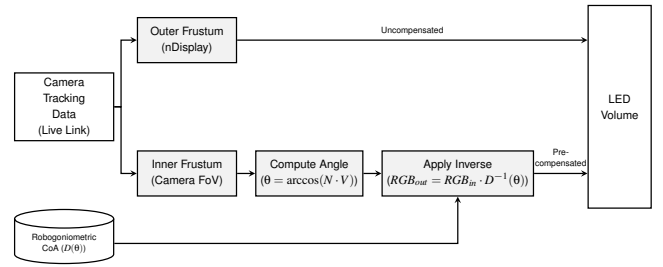 Outer Frustum
(nDisplay)
Uncompensated
Camera
Tracking
Data
(Live Link)
LED
Volume
Inner Frustum
(Camera FoV)
Compute Angle
(θ = arccos(N · V))
Apply Inverse
(RGB_out = RGB_in · D⁻¹(θ))
Pre-
compensated
Robogoniometric
CoA (D(θ))